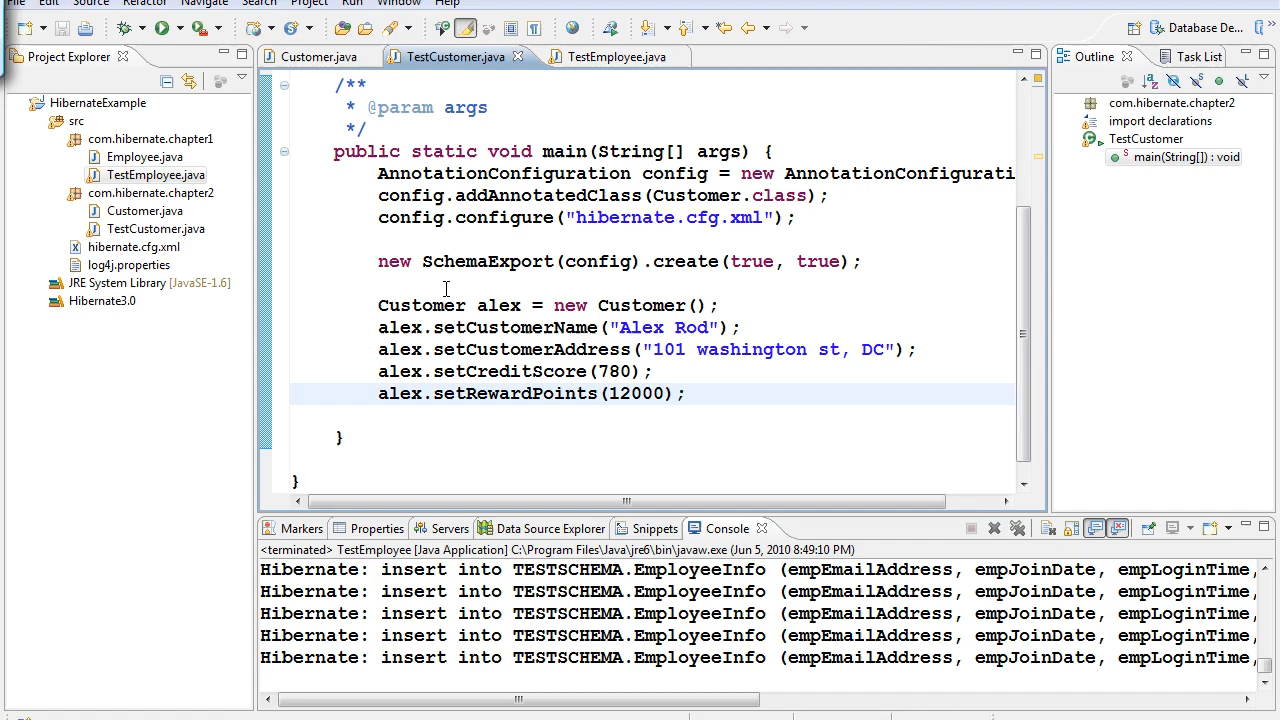 File Edit Source Refactor Navigate Search Project Run Window Help
Database De...
Project Explorer
HibernateExample
src
com.hibernate.chapter1
Employee.java
TestEmployee.java
com.hibernate.chapter2
Customer.java
TestCustomer.java
hibernate.cfg.xml
log4j.properties
JRE System Library [JavaSE-1.6]
Hibernate3.0
Customer.java TestCustomer.java TestEmployee.java
/**
* @param args
*/
public static void main(String[] args) {
AnnotationConfiguration config = new AnnotationConfigurati
config.addAnnotatedClass(Customer.class);
config.configure("hibernate.cfg.xml");
new SchemaExport(config).create(true, true);
Customer alex = new Customer();
alex.setCustomerName("Alex Rod");
alex.setCustomerAddress("101 washington st, DC");
alex.setCreditScore(780);
alex.setRewardPoints(12000);
}
}
Outline Task List
com.hibernate.chapter2
import declarations
TestCustomer
main(String[]) : void
Markers Properties Servers Data Source Explorer Snippets Console
<terminated> TestEmployee [Java Application] C:\Program Files\Java\jre6\bin\javaw.exe (Jun 5, 2010 8:49:10 PM)
Hibernate: insert into TESTSCHEMA.EmployeeInfo (empEmailAddress, empJoinDate, empLoginTime,
Hibernate: insert into TESTSCHEMA.EmployeeInfo (empEmailAddress, empJoinDate, empLoginTime,
Hibernate: insert into TESTSCHEMA.EmployeeInfo (empEmailAddress, empJoinDate, empLoginTime,
Hibernate: insert into TESTSCHEMA.EmployeeInfo (empEmailAddress, empJoinDate, empLoginTime,
Hibernate: insert into TESTSCHEMA.EmployeeInfo (empEmailAddress, empJoinDate, empLoginTime,